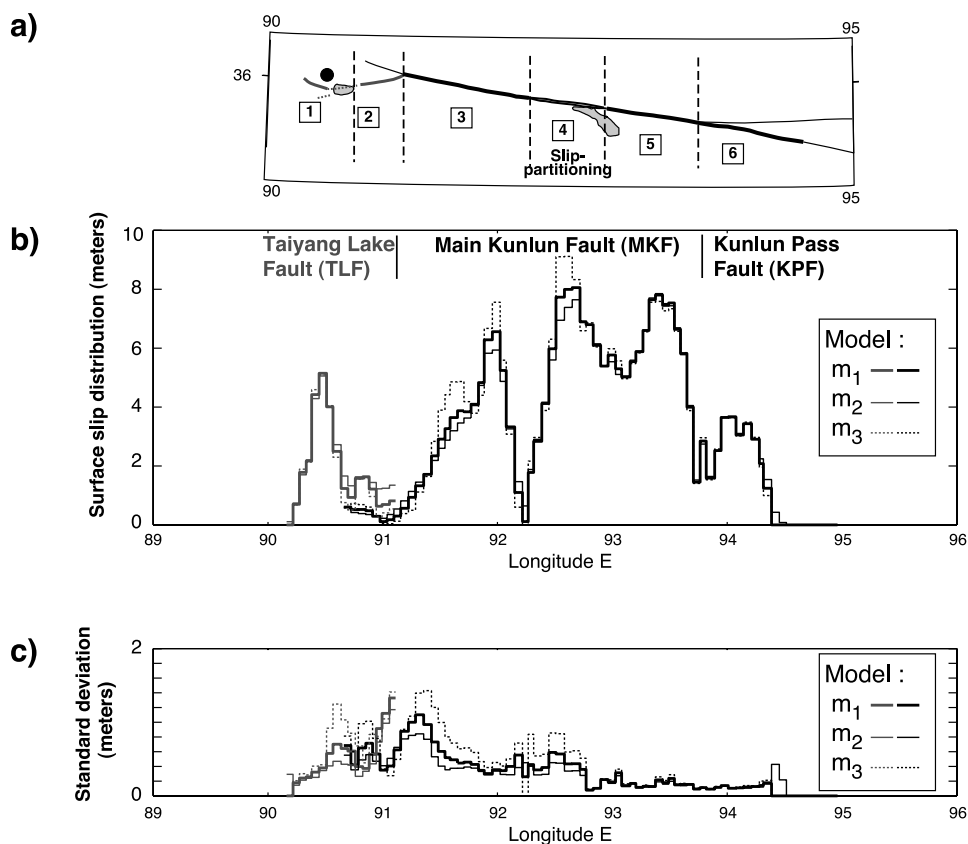 a)
90
95
36
1
2
3
4
5
6
Slip-
partitioning
90
95
b)
Surface slip distribution (meters)
10
8
6
4
2
0
Taiyang Lake
Fault (TLF)
Main Kunlun Fault (MKF)
Kunlun Pass
Fault (KPF)
Model :
m1
m2
m3
89 90 91 92 93 94 95 96
Longitude E
c)
Standard deviation
(meters)
2
0
Model :
m1
m2
m3
89 90 91 92 93 94 95 96
Longitude E